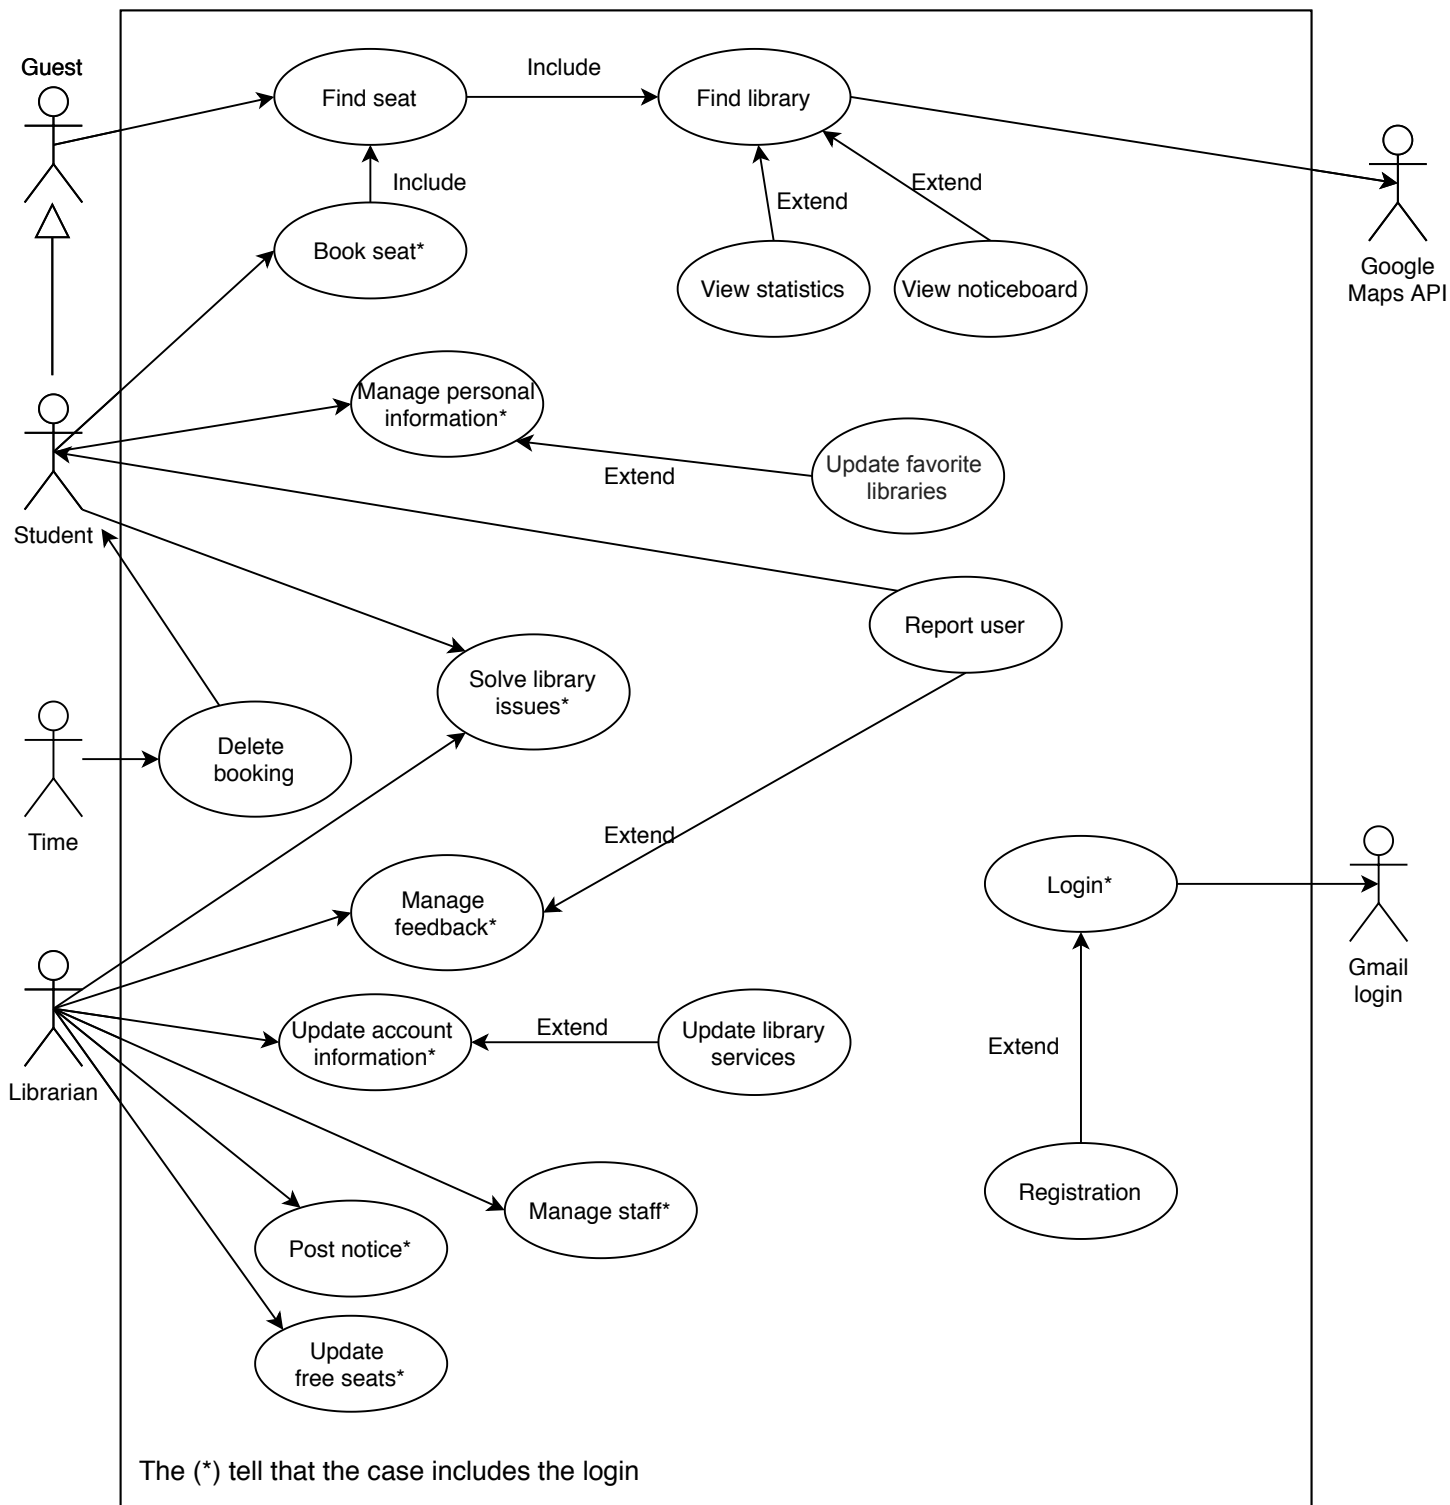 Guest
Find seat
Include
Find library
Include
Extend
Extend
Book seat*
View statistics
View noticeboard
Google
Maps API
Manage personal
information*
Extend
Update favorite
libraries
Student
Report user
Solve library
issues*
Delete
booking
Time
Extend
Manage
feedback*
Login*
Gmail
login
Update account
information*
Extend
Update library
services
Extend
Librarian
Manage staff*
Registration
Post notice*
Update
free seats*
The (*) tell that the case includes the login